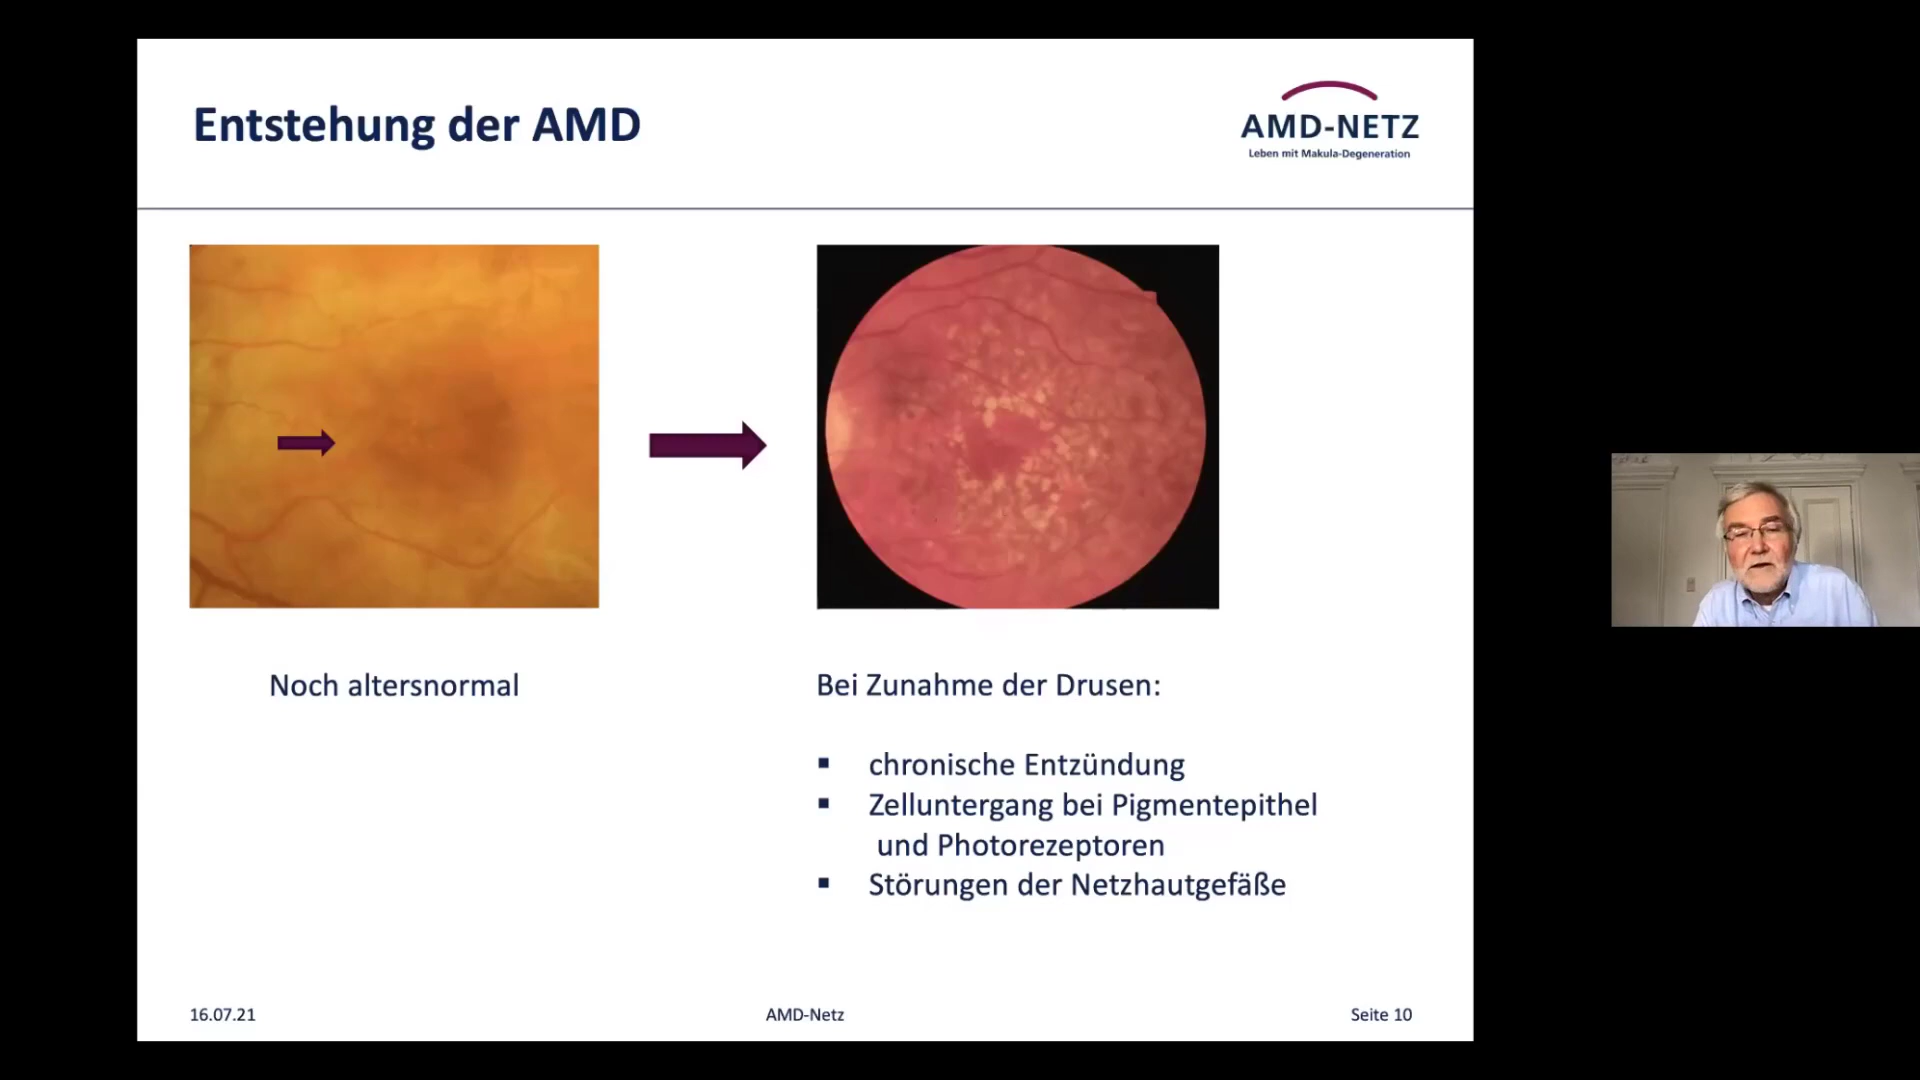 Entstehung der AMD
AMD-NETZ
Leben mit Makula-Degeneration
Noch altersnormal
Bei Zunahme der Drusen:
▪ chronische Entzündung
▪ Zelluntergang bei Pigmentepithel
und Photorezeptoren
▪ Störungen der Netzhautgefäße
16.07.21
AMD-Netz
Seite 10